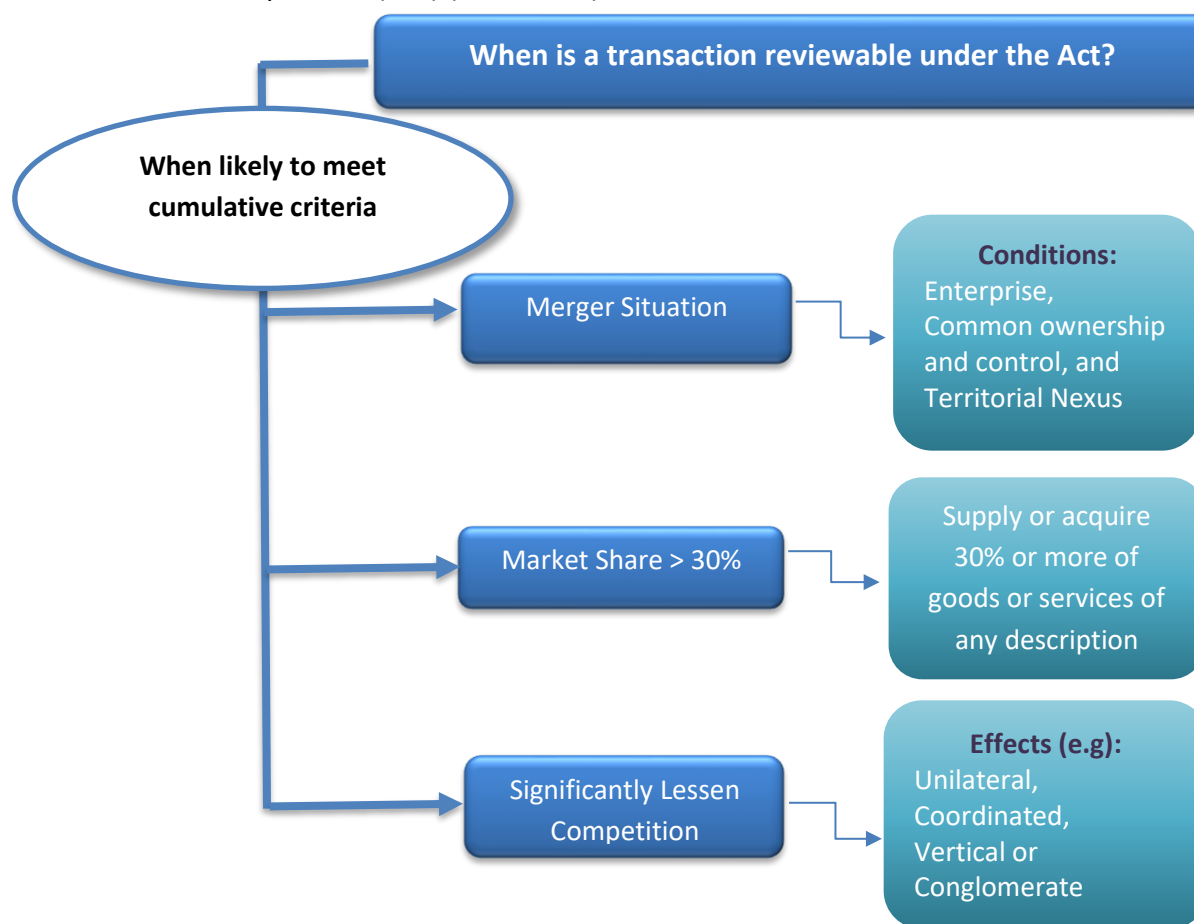 When is a transaction reviewable under the Act?
When likely to meet
cumulative criteria
Merger Situation
Conditions:
Enterprise,
Common ownership
and control, and
Territorial Nexus
Market Share > 30%
Supply or acquire
30% or more of
goods or services of
any description
Significantly Lessen
Competition
Effects (e.g):
Unilateral,
Coordinated,
Vertical or
Conglomerate